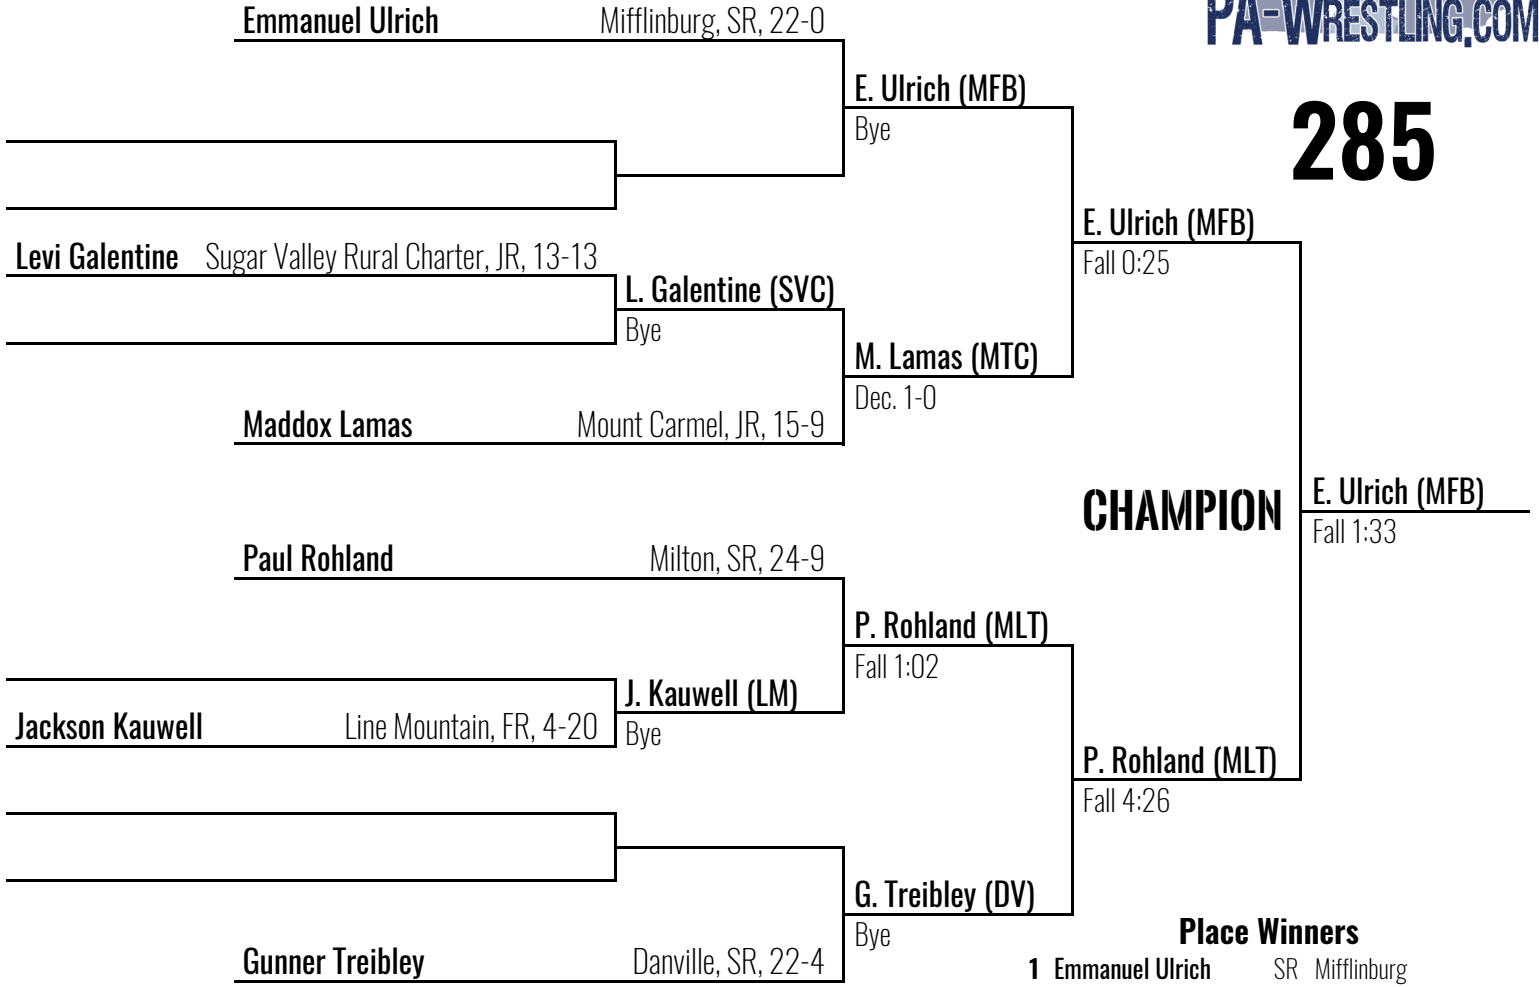 Emmanuel Ulrich Mifflinburg, SR, 22-0
PA-WRESTLING.COM
E. Ulrich (MFB)
Bye
285
E. Ulrich (MFB)
Fall 0:25
Levi Galentine Sugar Valley Rural Charter, JR, 13-13
L. Galentine (SVC)
Bye
M. Lamas (MTC)
Dec. 1-0
Maddox Lamas Mount Carmel, JR, 15-9
CHAMPION
E. Ulrich (MFB)
Fall 1:33
Paul Rohland Milton, SR, 24-9
P. Rohland (MLT)
Fall 1:02
J. Kauwell (LM)
Bye
Jackson Kauwell Line Mountain, FR, 4-20
P. Rohland (MLT)
Fall 4:26
G. Treibley (DV)
Bye
Gunner Treibley Danville, SR, 22-4
Place Winners
1 Emmanuel Ulrich SR Mifflinburg